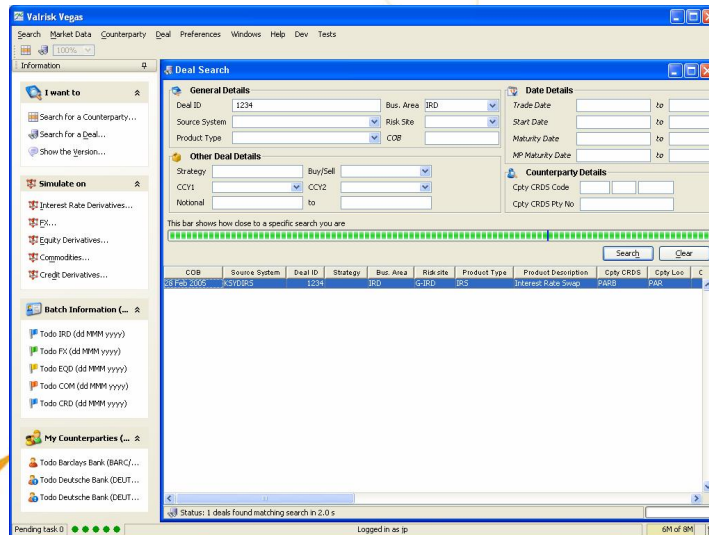 Valrisk Vegas
Search Market Data Counterparty Deal Preferences Windows Help Dev Tests
100%
Information
I want to
Search for a Counterparty...
Search for a Deal...
Show the Version...
Simulate on
Interest Rate Derivatives...
FX...
Equity Derivatives...
Commodities...
Credit Derivatives...
Batch Information (...
Todo IRD (dd MMM yyyy)
Todo FX (dd MMM yyyy)
Todo EQD (dd MMM yyyy)
Todo COM (dd MMM yyyy)
Todo CRD (dd MMM yyyy)
My Counterparties (...
Todo Barclays Bank (BARC/...
Todo Deutsche Bank (DEUT...
Todo Deutsche Bank (DEUT...
Deal Search
General Details
Deal ID 1234 Bus. Area IRD
Source System Risk Site
Product Type COB
Other Deal Details
Strategy Buy/Sell
CCY1 CCY2
Notional to
Date Details
Trade Date to
Start Date to
Maturity Date to
MP Maturity Date to
Counterparty Details
Cpty CRDS Code
Cpty CRDS Pty No
This bar shows how close to a specific search you are
Search Clear
COB Source System Deal ID Strategy Bus. Area Risk site Product Type Product Description Cpty CRDS Cpty Loc C
28 Feb 2005 KSYDIRS 1234 IRD G-IRD IRS Interest Rate Swap PARB PAR
Status: 1 deals found matching search in 2.0 s
Pending task 0 Logged in as jp 6M of 8M